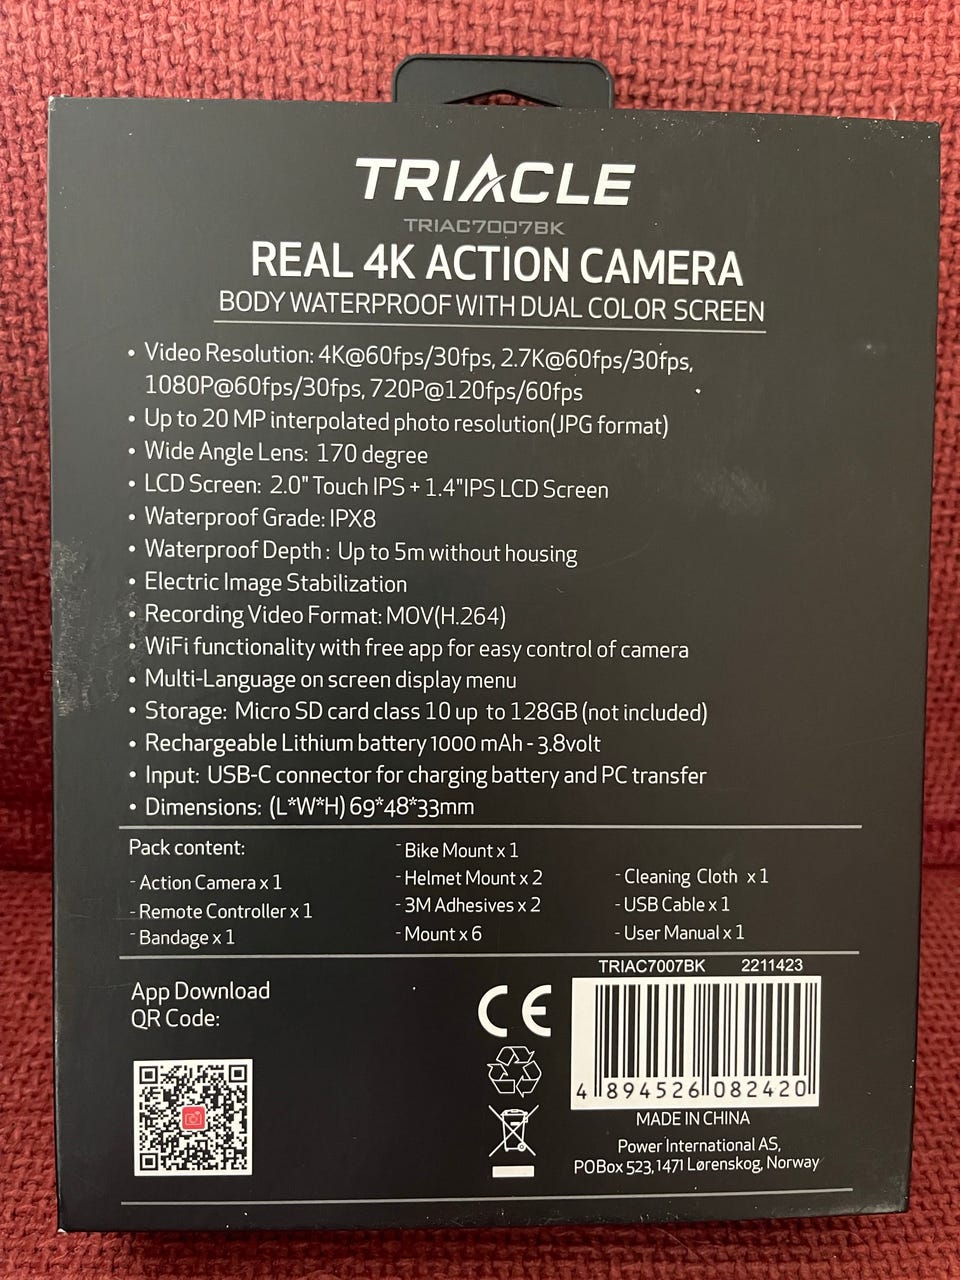 TRIACLE
TRIAC7007BK
REAL 4K ACTION CAMERA
BODY WATERPROOF WITH DUAL COLOR SCREEN
• Video Resolution: 4K@60fps/30fps, 2.7K@60fps/30fps,
1080P@60fps/30fps, 720P@120fps/60fps
• Up to 20 MP interpolated photo resolution(JPG format)
• Wide Angle Lens: 170 degree
• LCD Screen: 2.0" Touch IPS + 1.4"IPS LCD Screen
• Waterproof Grade: IPX8
• Waterproof Depth : Up to 5m without housing
• Electric Image Stabilization
• Recording Video Format: MOV(H.264)
• WiFi functionality with free app for easy control of camera
• Multi-Language on screen display menu
• Storage: Micro SD card class 10 up to 128GB (not included)
• Rechargeable Lithium battery 1000 mAh - 3.8volt
• Input: USB-C connector for charging battery and PC transfer
• Dimensions: (L*W*H) 69*48*33mm
Pack content:
- Action Camera x 1
- Remote Controller x 1
- Bandage x 1
- Bike Mount x 1
- Helmet Mount x 2
- 3M Adhesives x 2
- Mount x 6
- Cleaning Cloth x 1
- USB Cable x 1
- User Manual x 1
App Download
QR Code:
CE
TRIAC7007BK 2211423
4 894526 082420
MADE IN CHINA
Power International AS,
POBox 523, 1471 Lørenskog, Norway